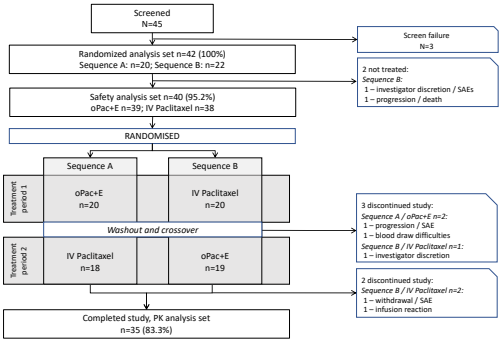 Screened
N=45
Screen failure
N=3
Randomized analysis set n=42 (100%)
Sequence A: n=20; Sequence B: n=22
2 not treated:
Sequence B:
1 – investigator discretion / SAEs
1 – progression / death
Safety analysis set n=40 (95.2%)
oPac+E n=39; IV Paclitaxel n=38
RANDOMISED
Sequence A
Sequence B
Treatment
period 1
oPac+E
n=20
IV Paclitaxel
n=20
3 discontinued study:
Sequence A / oPac+E n=2:
1 – progression / SAE
1 – blood draw difficulties
Sequence B / IV Paclitaxel n=1:
1 – investigator discretion
Washout and crossover
Treatment
period 2
IV Paclitaxel
n=18
oPac+E
n=19
2 discontinued study:
Sequence B / IV Paclitaxel n=2:
1 – withdrawal / SAE
1 – infusion reaction
Completed study, PK analysis set
n=35 (83.3%)